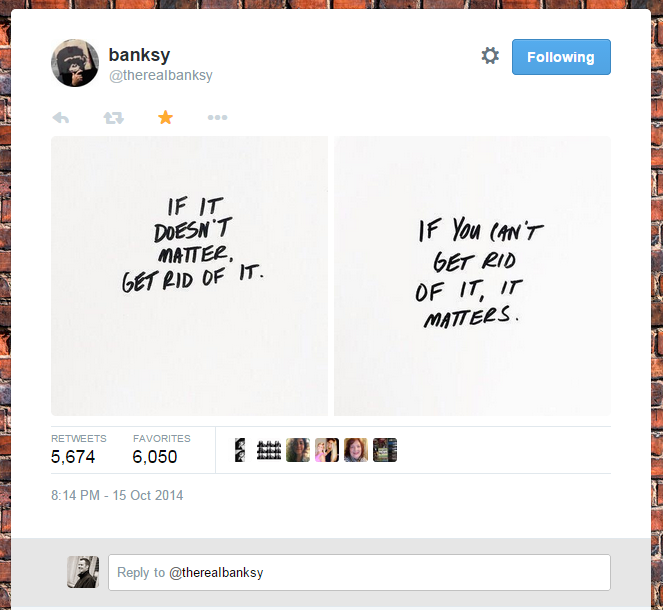 banksy
@therealbanksy
Following
IF IT
DOESN'T
MATTER,
GET RID OF IT.
IF YOU CAN'T
GET RID
OF IT, IT
MATTERS.
RETWEETS
FAVORITES
5,674
6,050
8:14 PM - 15 Oct 2014
Reply to @therealbanksy